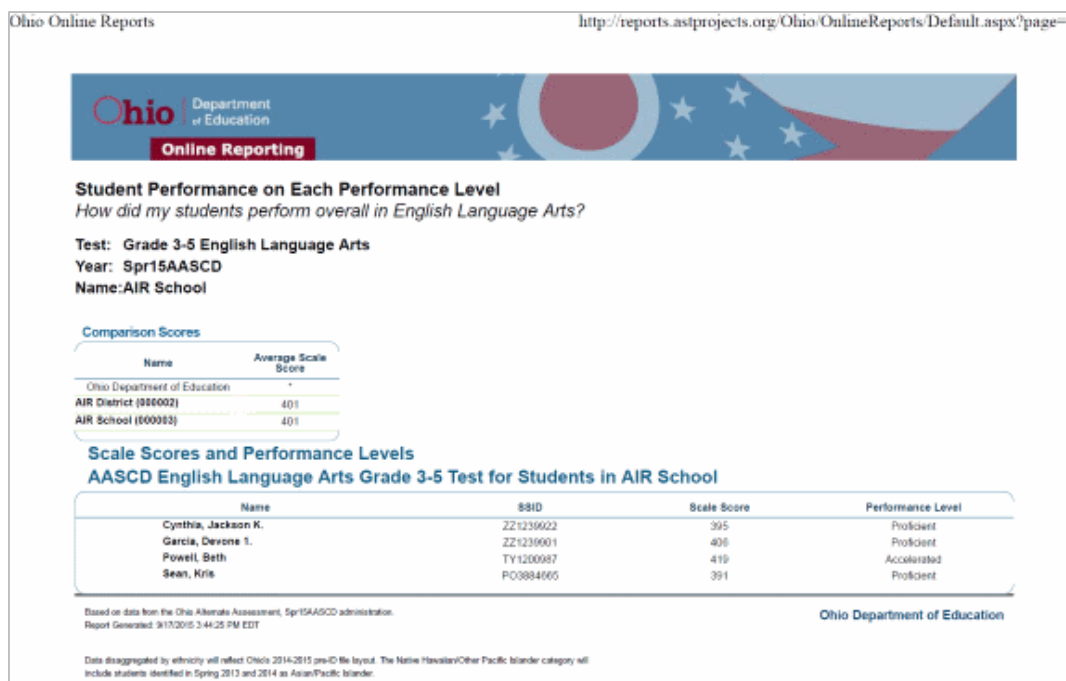 Ohio Online Reports http://reports.astprojects.org/Ohio/OnlineReports/Default.aspx?page=
Ohio Department of Education
Online Reporting
Student Performance on Each Performance Level
How did my students perform overall in English Language Arts?
Test: Grade 3-5 English Language Arts
Year: Spr15AASCD
Name:AIR School
Comparison Scores
Name Average Scale Score
Ohio Department of Education *
AIR District (000002) 401
AIR School (000003) 401
Scale Scores and Performance Levels
AASCD English Language Arts Grade 3-5 Test for Students in AIR School
Name SSID Scale Score Performance Level
Cynthia, Jackson K. ZZ1239922 395 Proficient
Garcia, Devone 1. ZZ1239901 406 Proficient
Powell, Beth TY1200987 419 Accelerated
Sean, Kris PO3884665 391 Proficient
Based on data from the Ohio Alternate Assessment, Spr15AASCD administration.
Report Generated: 9/17/2015 3:44:25 PM EDT
Ohio Department of Education
Data disaggregated by ethnicity will reflect Ohio's 2014-2015 pre-ID file layout. The Native Hawaiian/Other Pacific Islander category will
include students identified in Spring 2013 and 2014 as Asian/Pacific Islander.